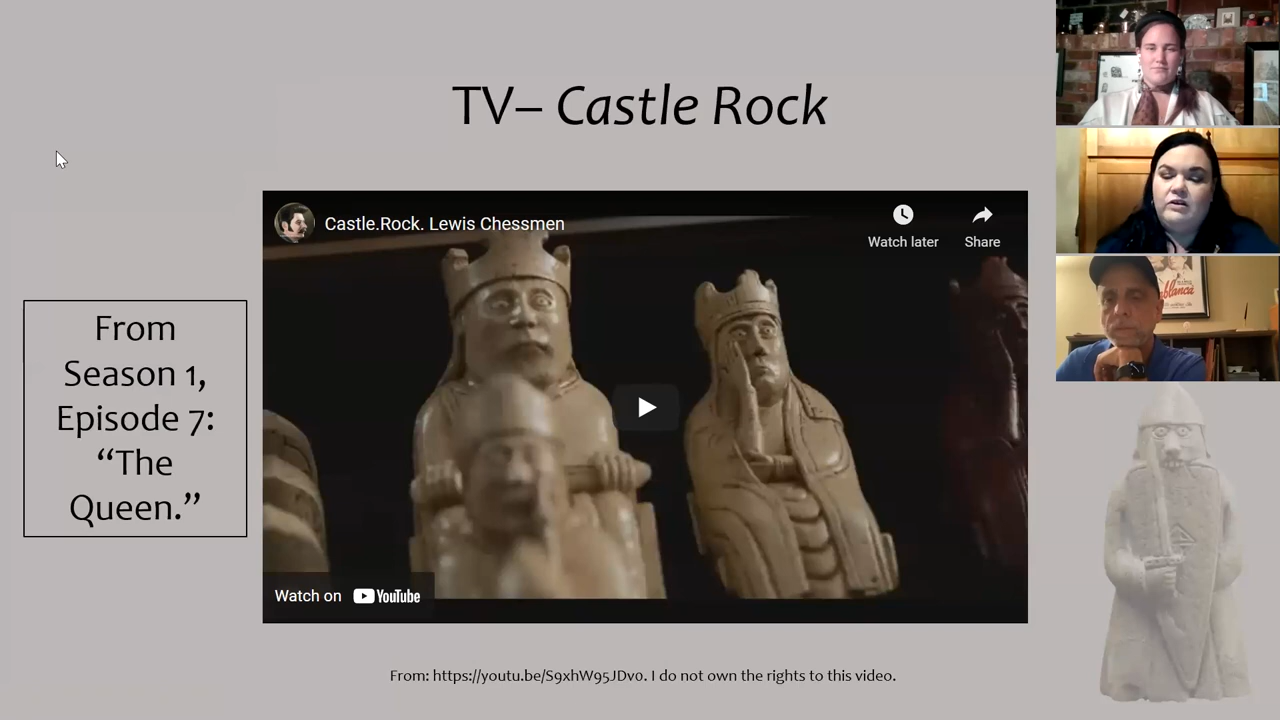 TV– Castle Rock
Castle.Rock. Lewis Chessmen
Watch later
Share
From
Season 1,
Episode 7:
“The
Queen.”
Watch on YouTube
From: https://youtu.be/S9xhW95JDv0. I do not own the rights to this video.
ablanca